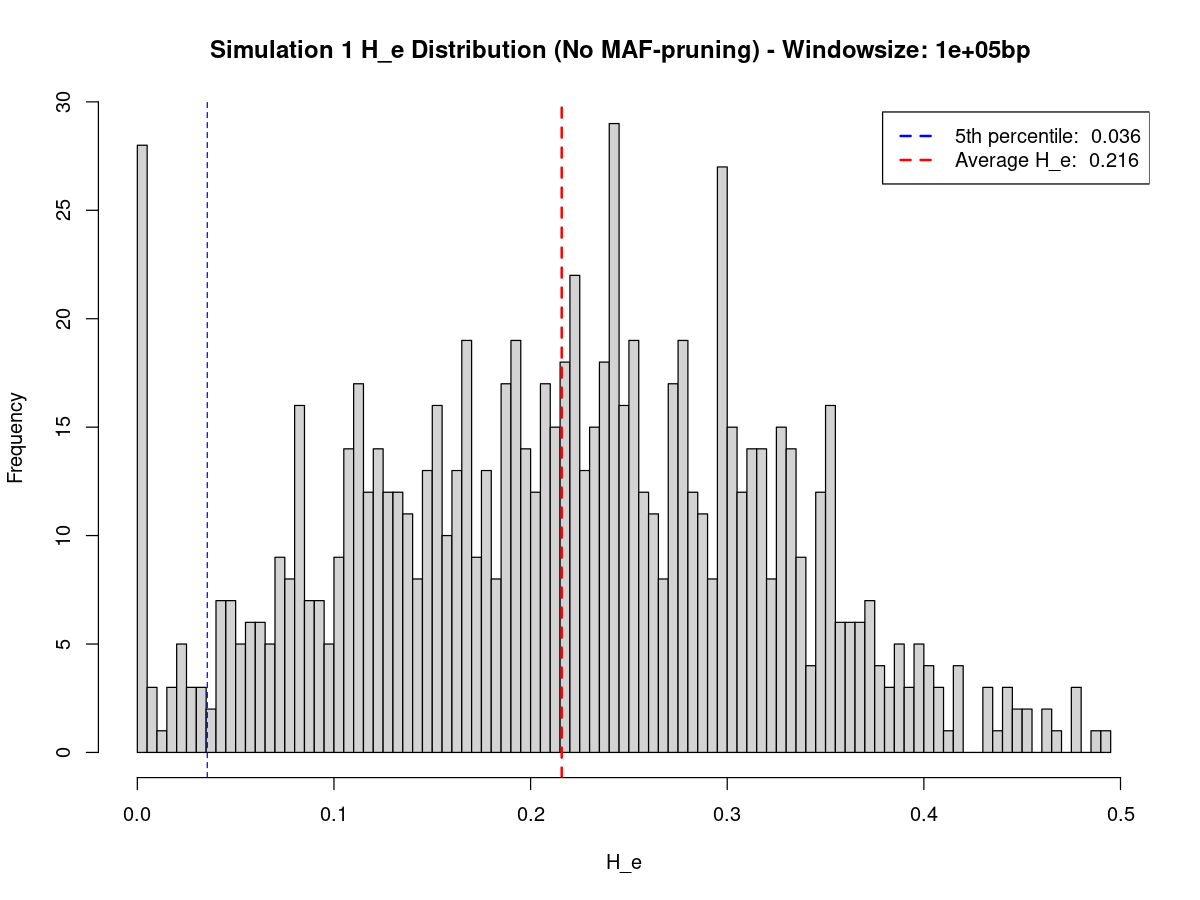 Simulation 1 H_e Distribution (No MAF-pruning) - Windowsize: 1e+05bp
5th percentile: 0.036
Average H_e: 0.216
Frequency
30
25
20
15
10
5
0
0.0 0.1 0.2 0.3 0.4 0.5
H_e